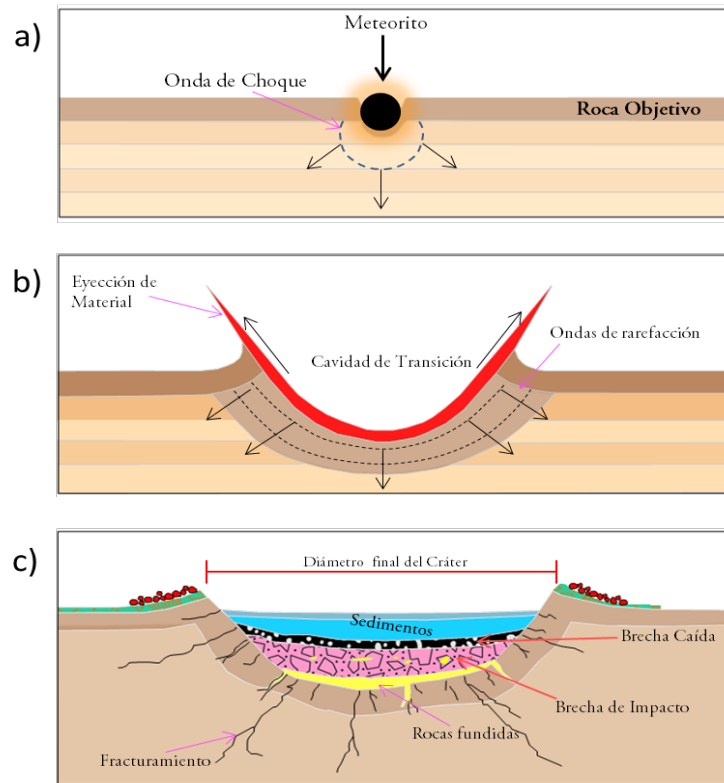 a)
Meteorito
Onda de Choque
Roca Objetivo
b)
Eyección de
Material
Ondas de rarefacción
Cavidad de Transición
c)
Diámetro final del Cráter
Sedimentos
Brecha Caída
Brecha de Impacto
Rocas fundidas
Fracturamiento